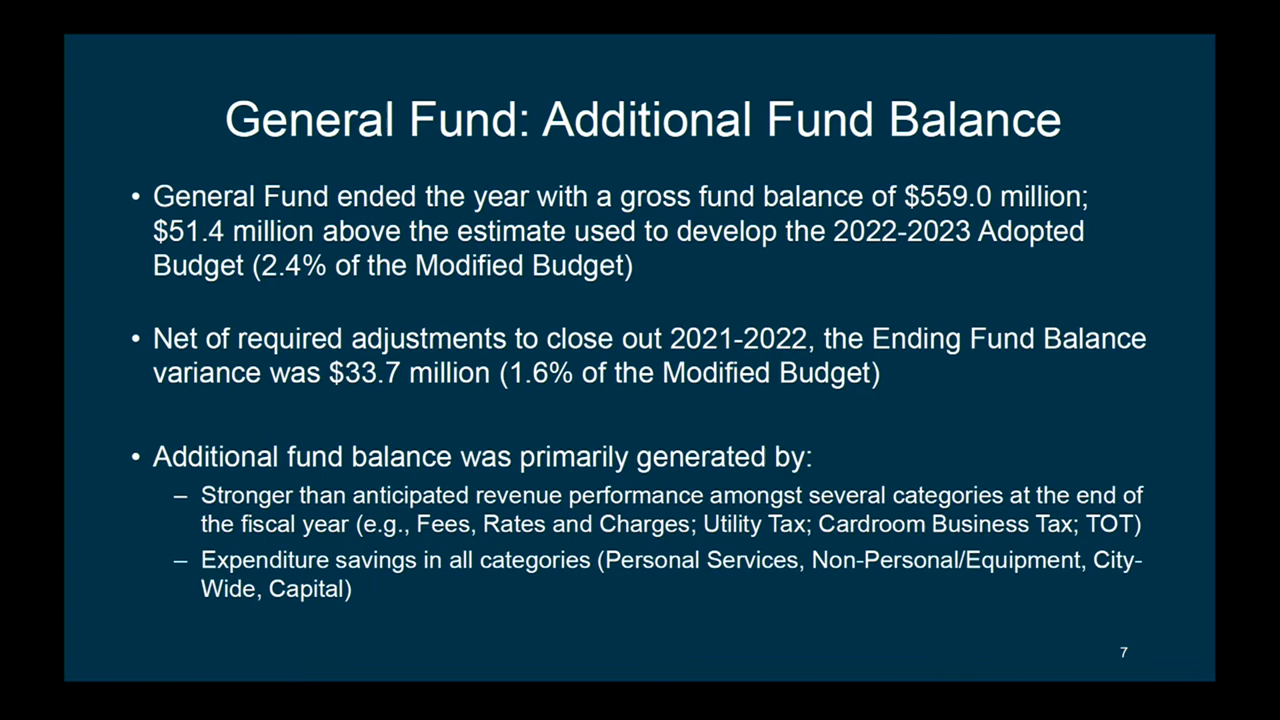 General Fund: Additional Fund Balance
• General Fund ended the year with a gross fund balance of $559.0 million;
$51.4 million above the estimate used to develop the 2022-2023 Adopted
Budget (2.4% of the Modified Budget)
• Net of required adjustments to close out 2021-2022, the Ending Fund Balance
variance was $33.7 million (1.6% of the Modified Budget)
• Additional fund balance was primarily generated by:
– Stronger than anticipated revenue performance amongst several categories at the end of
the fiscal year (e.g., Fees, Rates and Charges; Utility Tax; Cardroom Business Tax; TOT)
– Expenditure savings in all categories (Personal Services, Non-Personal/Equipment, City-
Wide, Capital)
7